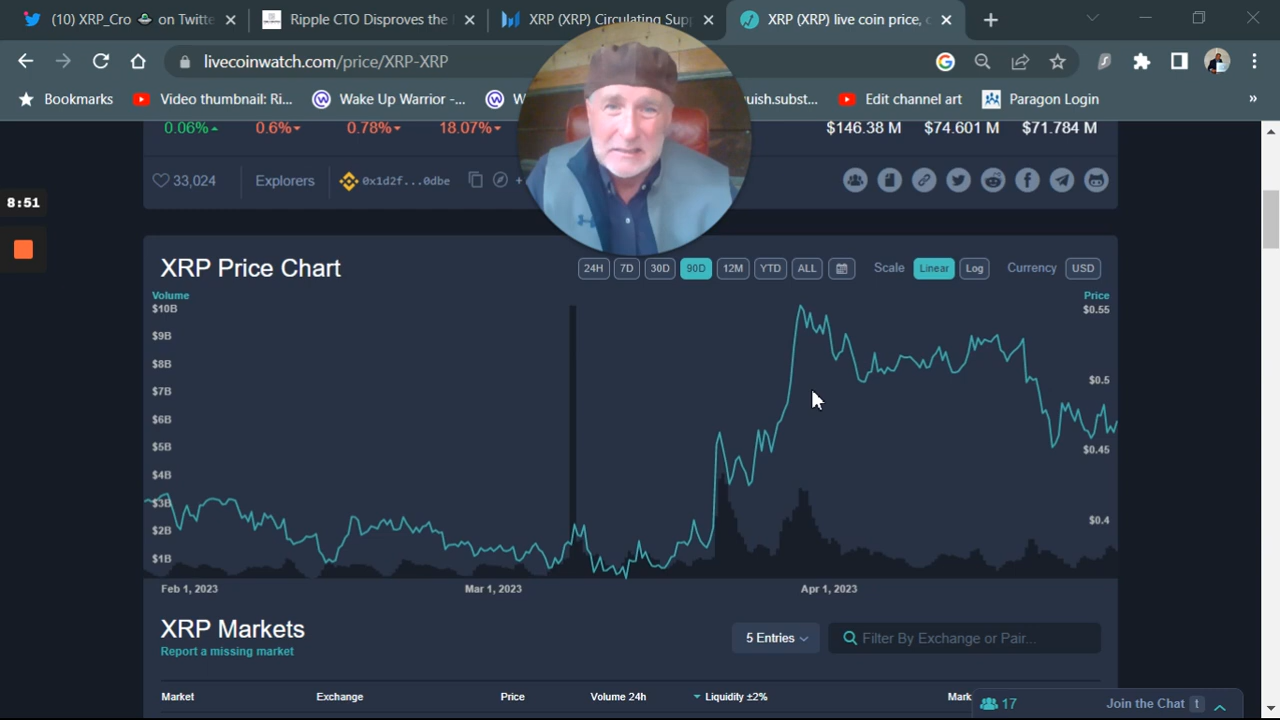 (10) XRP_Cro on Twitte
Ripple CTO Disproves the
XRP (XRP) Circulating Supp
XRP (XRP) live coin price, c
livecoinwatch.com/price/XRP-XRP
Bookmarks
Video thumbnail: Ri...
Wake Up Warrior -...
uish.subst...
Edit channel art
Paragon Login
0.06% 0.6% 0.78% 18.07% $146.38 M $74.601 M $71.784 M
33,024 Explorers 0x1d2f...0dbe
8:51
XRP Price Chart
24H 7D 30D 90D 12M YTD ALL Scale Linear Log Currency USD
Volume Price
$10B $0.55
$9B
$8B $0.5
$7B
$6B
$5B $0.45
$4B
$3B
$2B $0.4
$1B
Feb 1, 2023 Mar 1, 2023 Apr 1, 2023
XRP Markets
5 Entries Filter By Exchange or Pair...
Report a missing market
Market Exchange Price Volume 24h Liquidity ±2% Mark
17 Join the Chat t